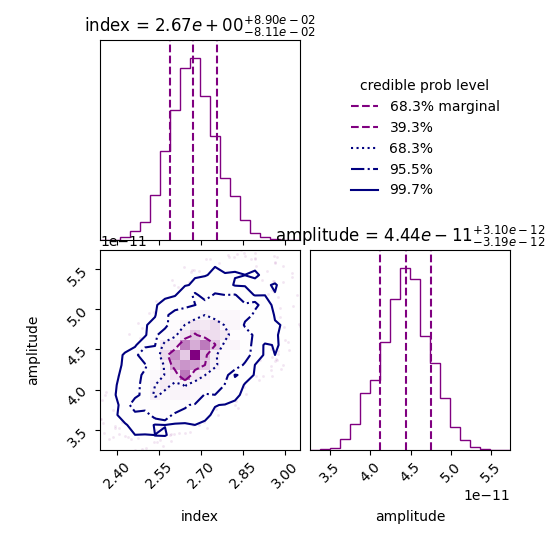 index = 2.67e+00 +8.90e−02 −8.11e−02
credible prob level
68.3% marginal
39.3%
68.3%
95.5%
99.7%
1e−11
amplitude = 4.44e−11 +3.10e−12 −3.19e−12
5.5
5.0
4.5
4.0
3.5
amplitude
2.40
2.55
2.70
2.85
3.00
index
3.5
4.0
4.5
5.0
5.5
1e−11
amplitude